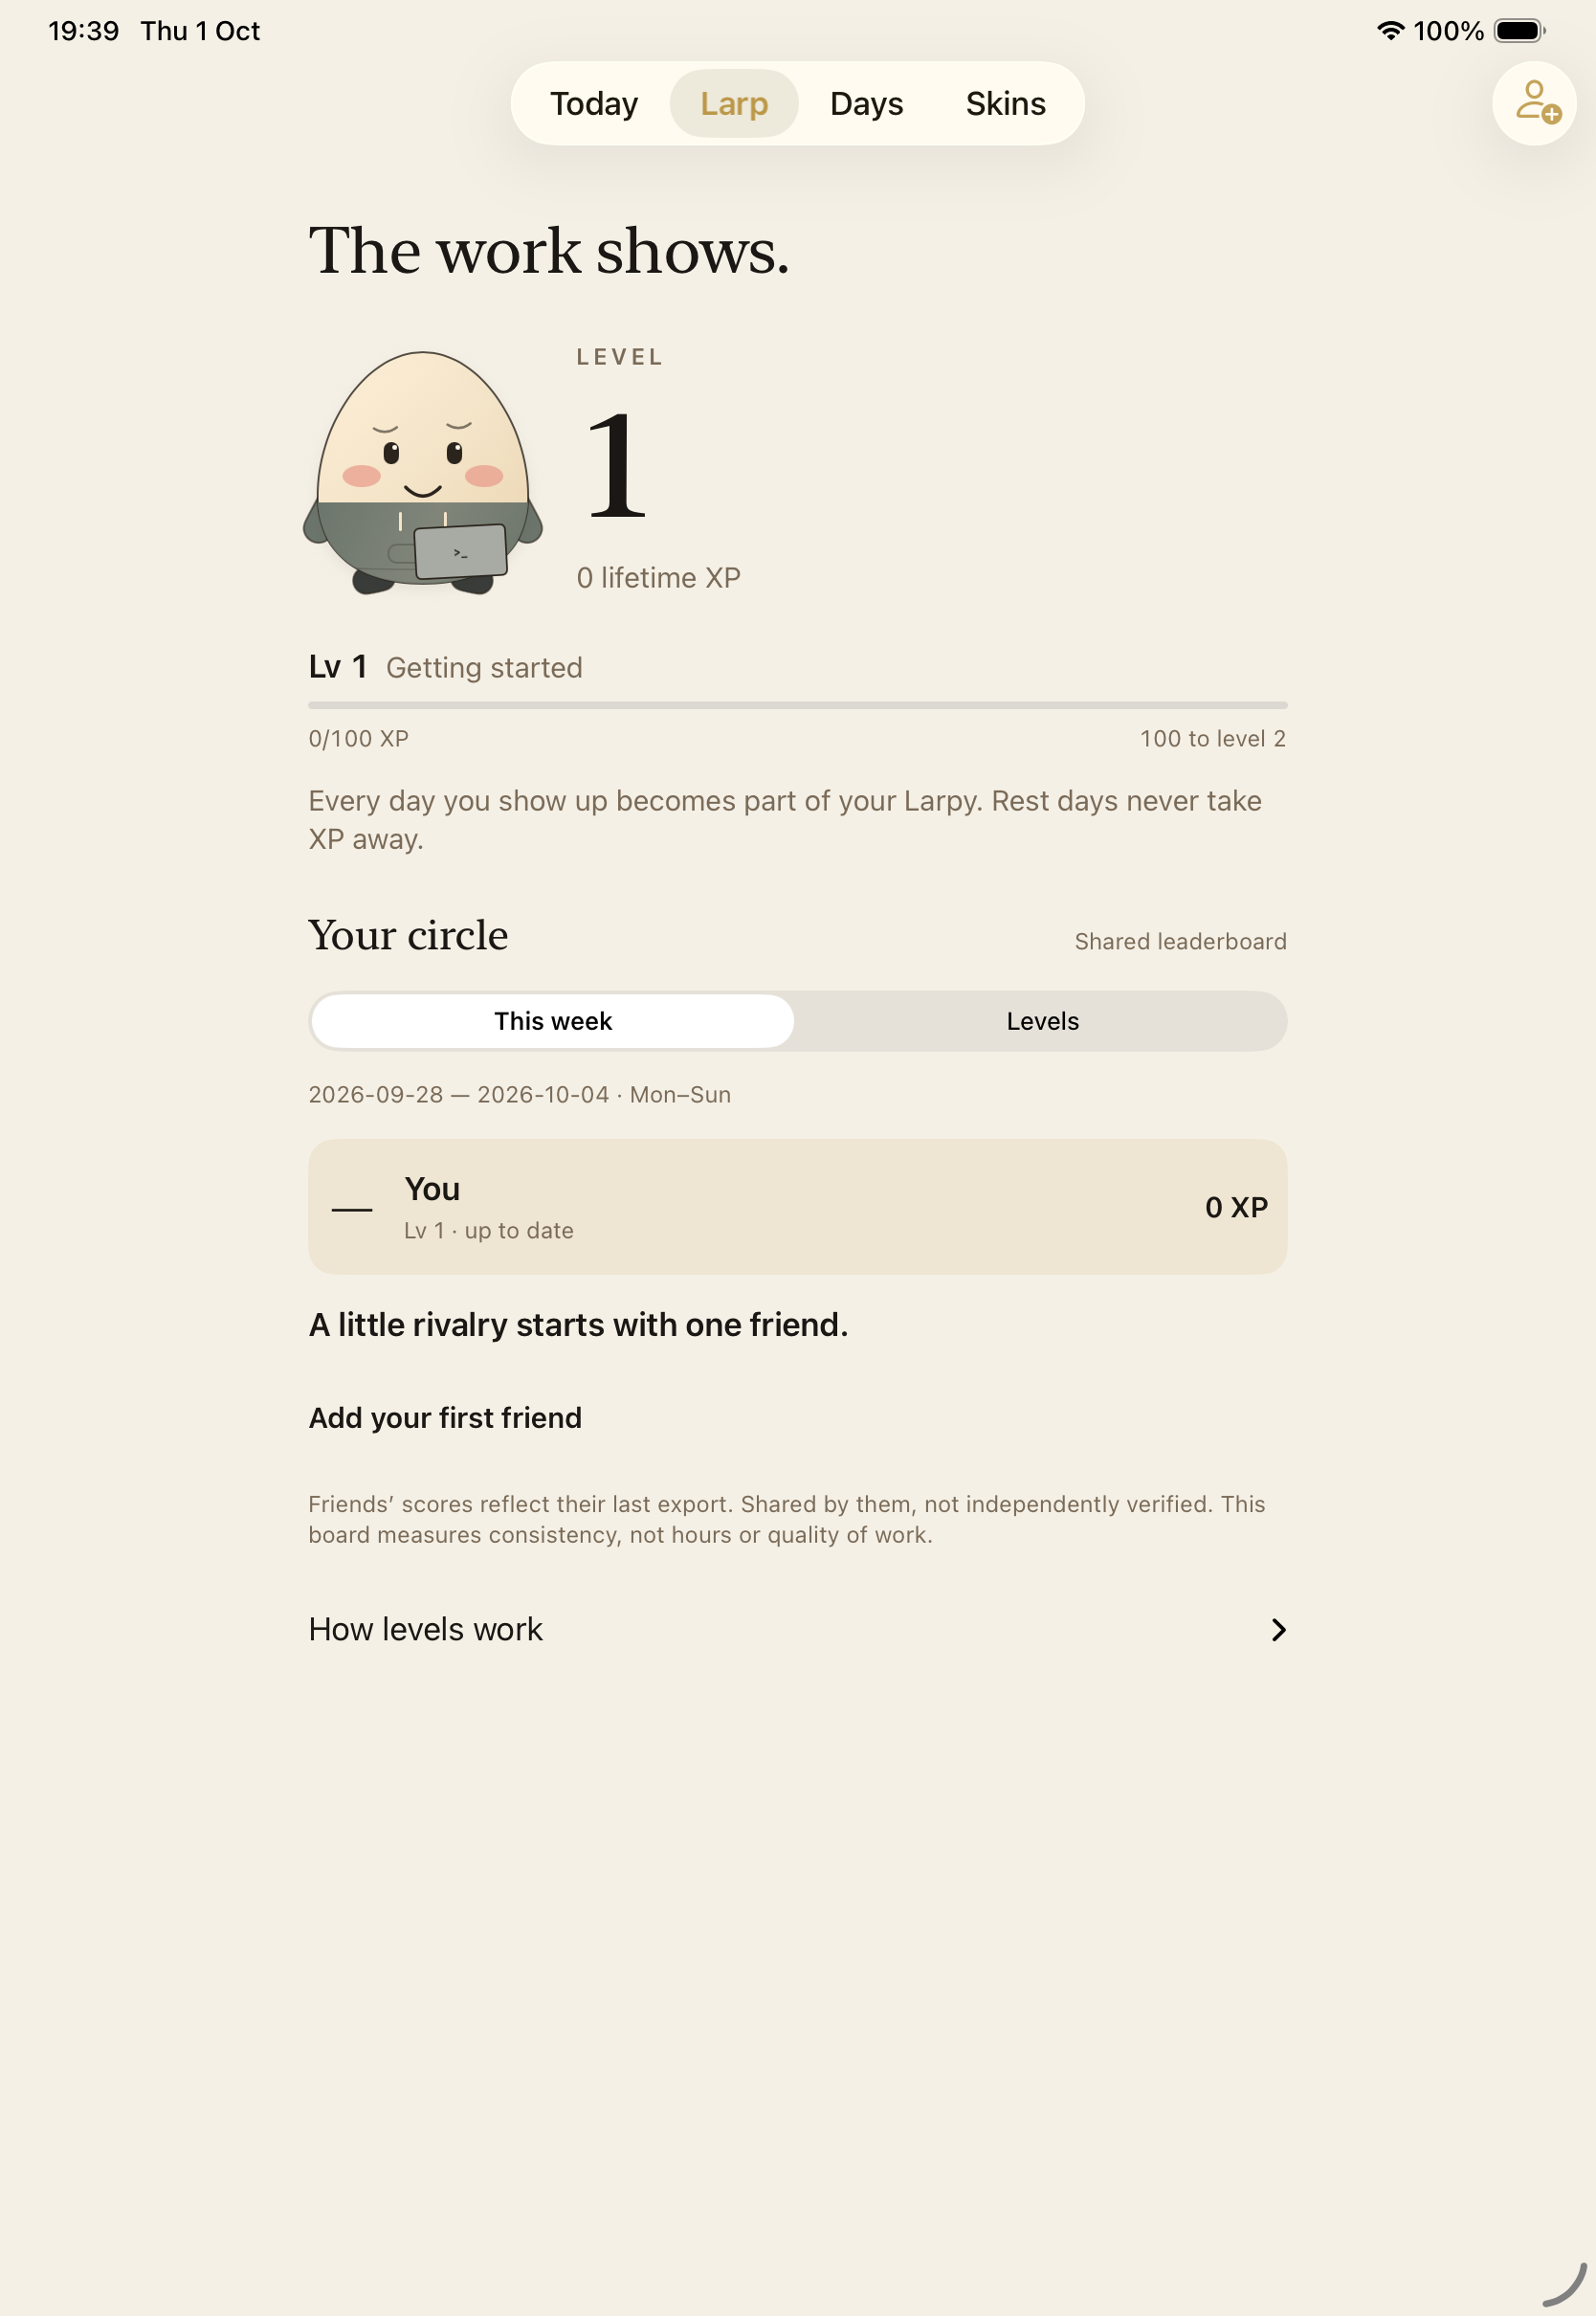 19:39 Thu 1 Oct
100%
Today Larp Days Skins
The work shows.
LEVEL
1
>_
0 lifetime XP
Lv 1 Getting started
0/100 XP 100 to level 2
Every day you show up becomes part of your Larpy. Rest days never take
XP away.
Your circle Shared leaderboard
This week Levels
2026-09-28 — 2026-10-04 · Mon–Sun
— You 0 XP
Lv 1 · up to date
A little rivalry starts with one friend.
Add your first friend
Friends’ scores reflect their last export. Shared by them, not independently verified. This
board measures consistency, not hours or quality of work.
How levels work